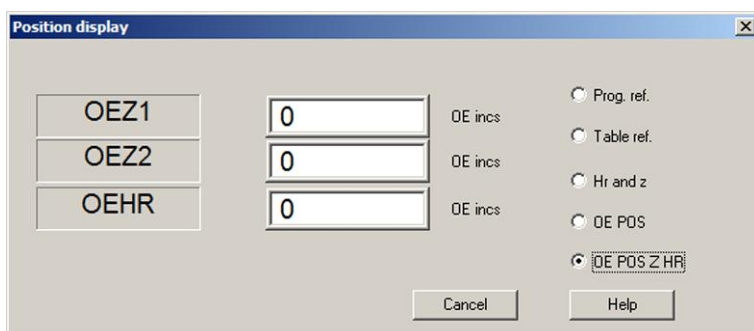 Position display
OEZ1 0 OE incs
OEZ2 0 OE incs
OEHR 0 OE incs
Prog. ref.
Table ref.
Hr and z
OE POS
OE POS Z HR
Cancel Help